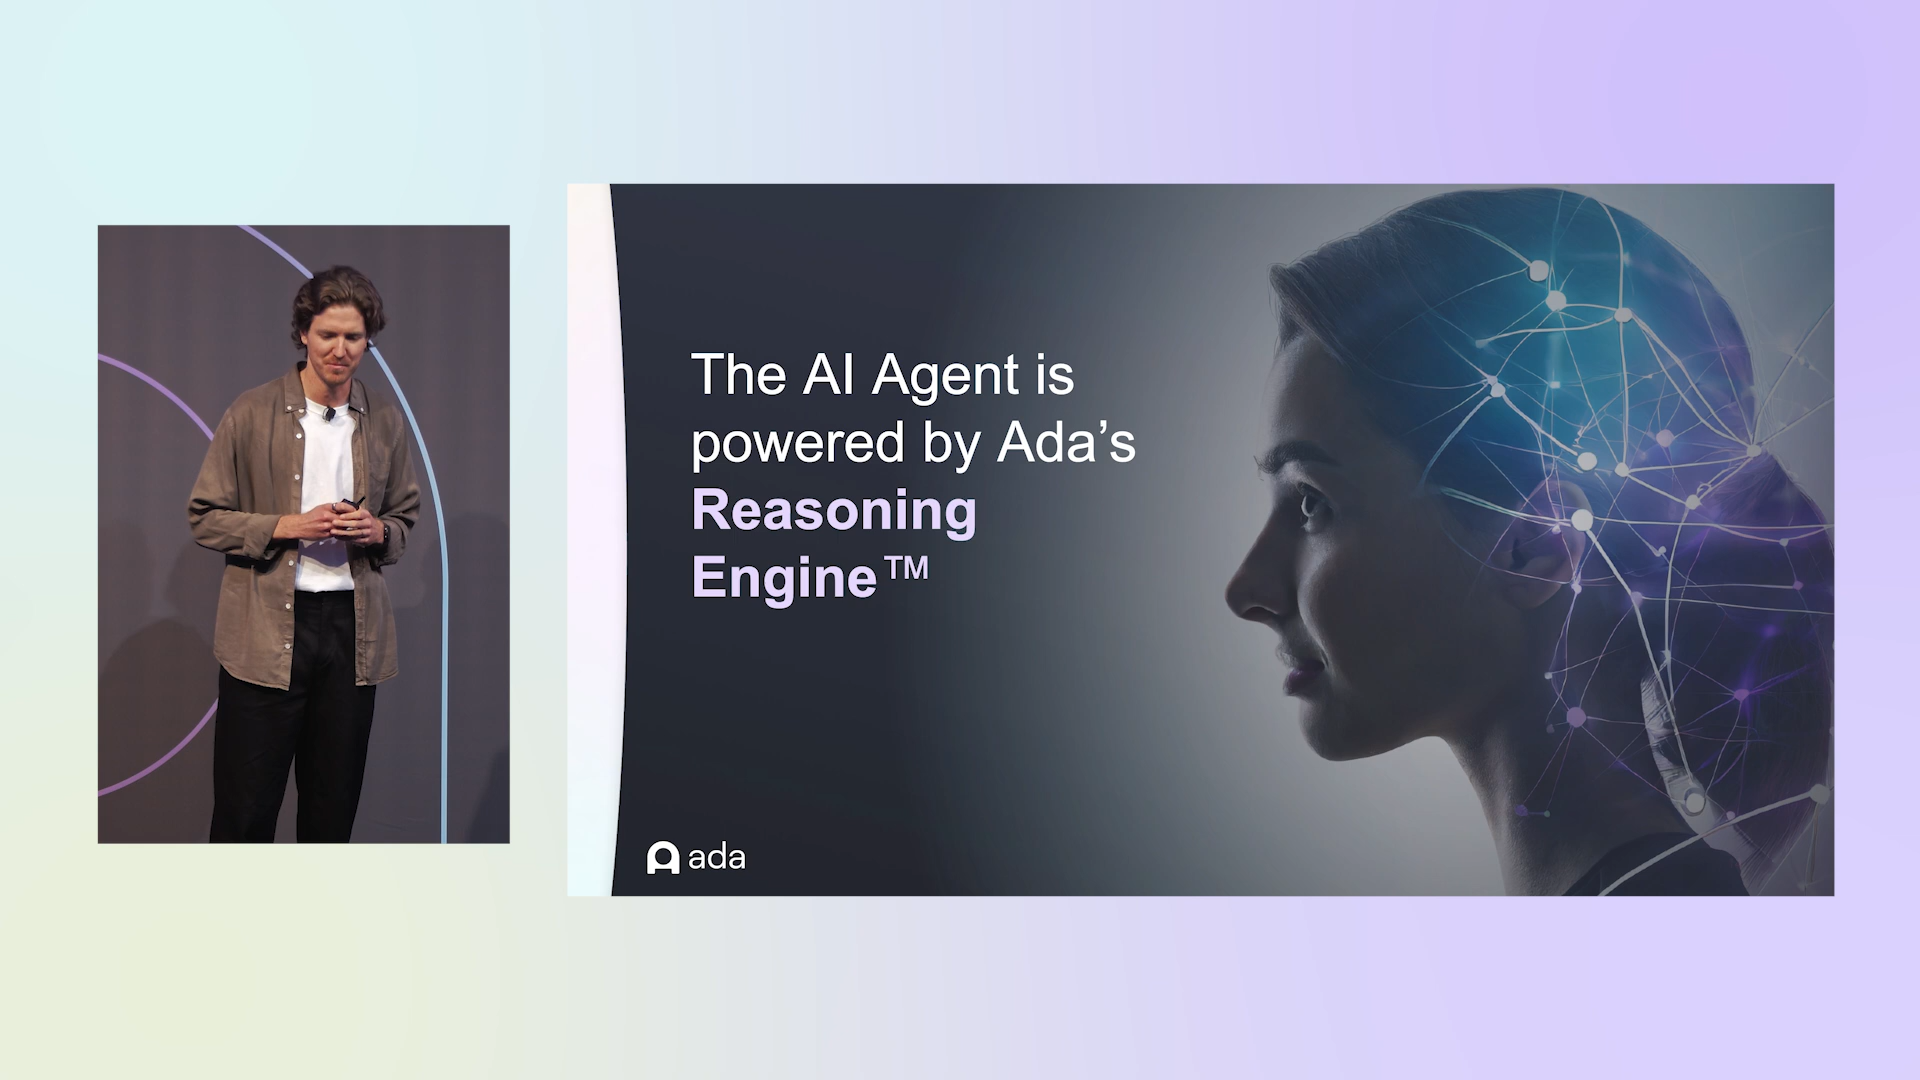 The AI Agent is
powered by Ada’s
Reasoning
Engine™
ada